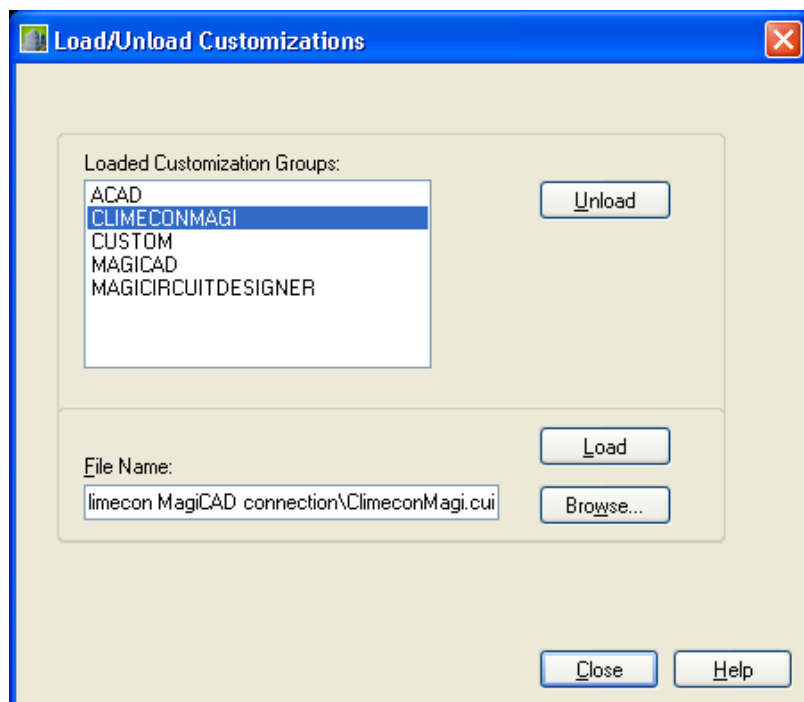 Load/Unload Customizations
Loaded Customization Groups:
ACAD
CLIMECONMAGI
CUSTOM
MAGICAD
MAGICIRCUITDESIGNER
Unload
Load
File Name:
limecon MagiCAD connection\ClimeconMagi.cui
Browse...
Close
Help